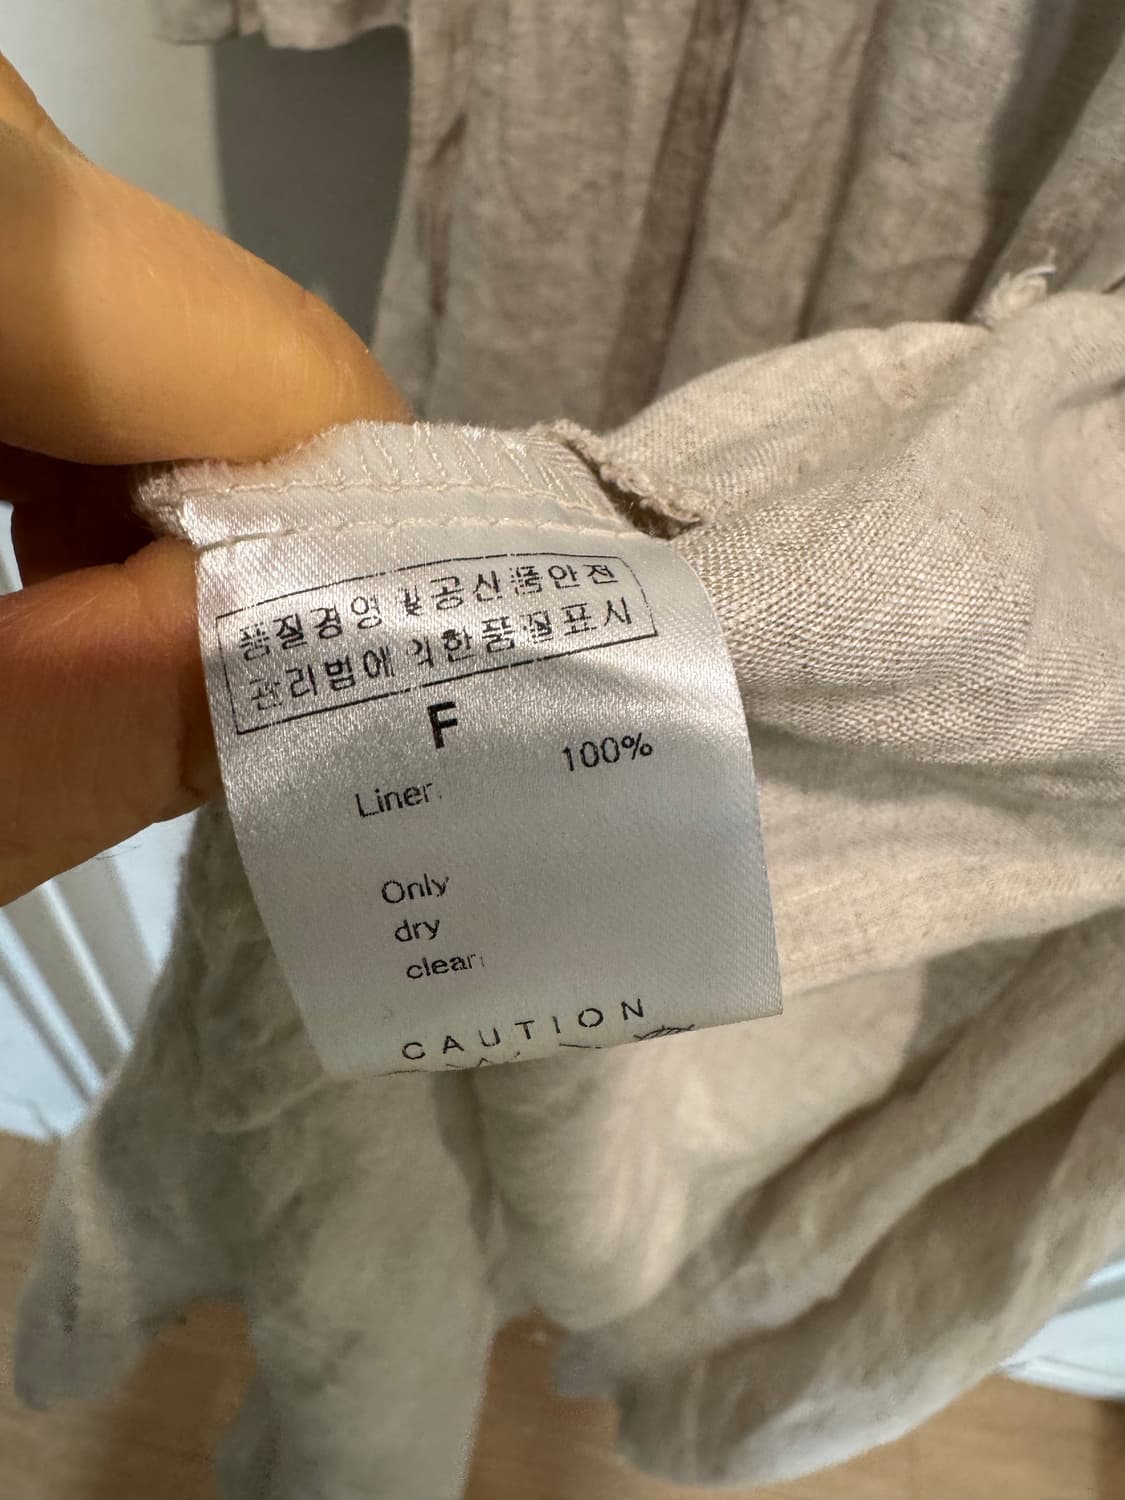 품질경영 및 공산품안전
관리법에 의한 품질표시
F
Liner 100%
Only
dry
clean
CAUTION